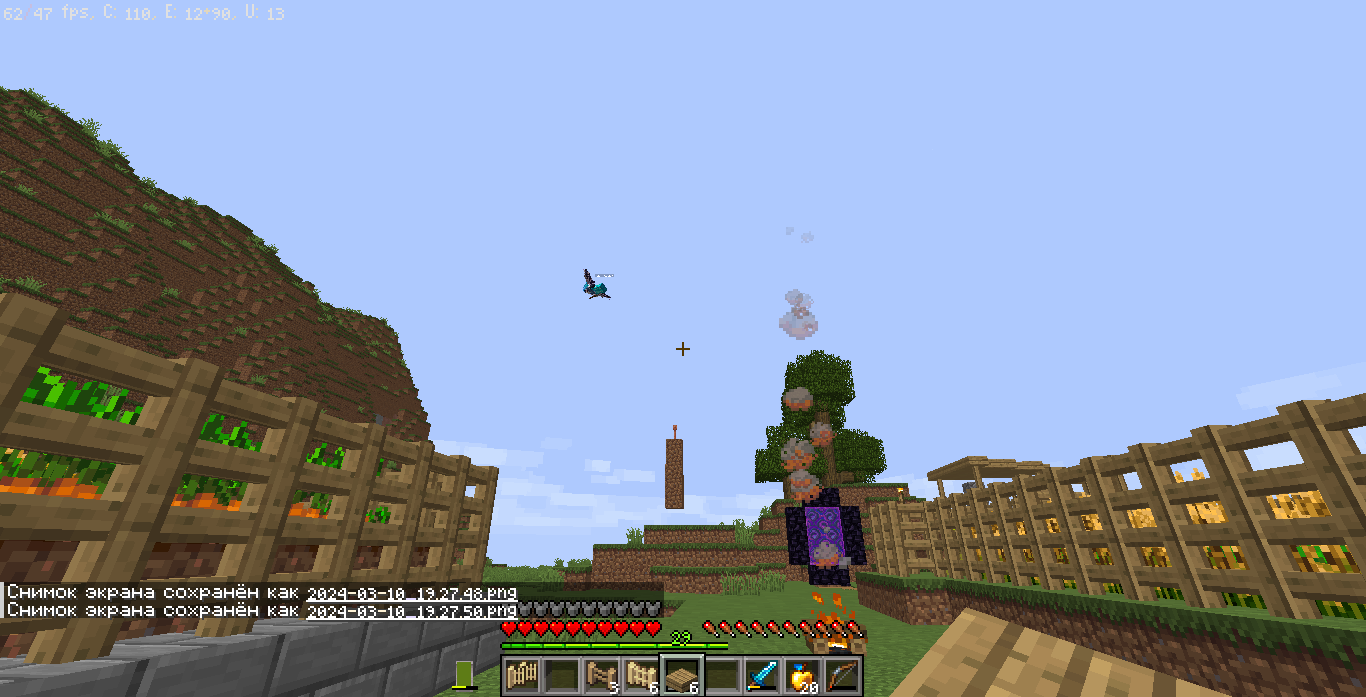 62/47 fps, C: 110, E: 12*90, U: 13
Снимок экрана сохранён как 2024-03-10_19.27.48.png
Снимок экрана сохранён как 2024-03-10_19.27.50.png
29
3
6
6
20